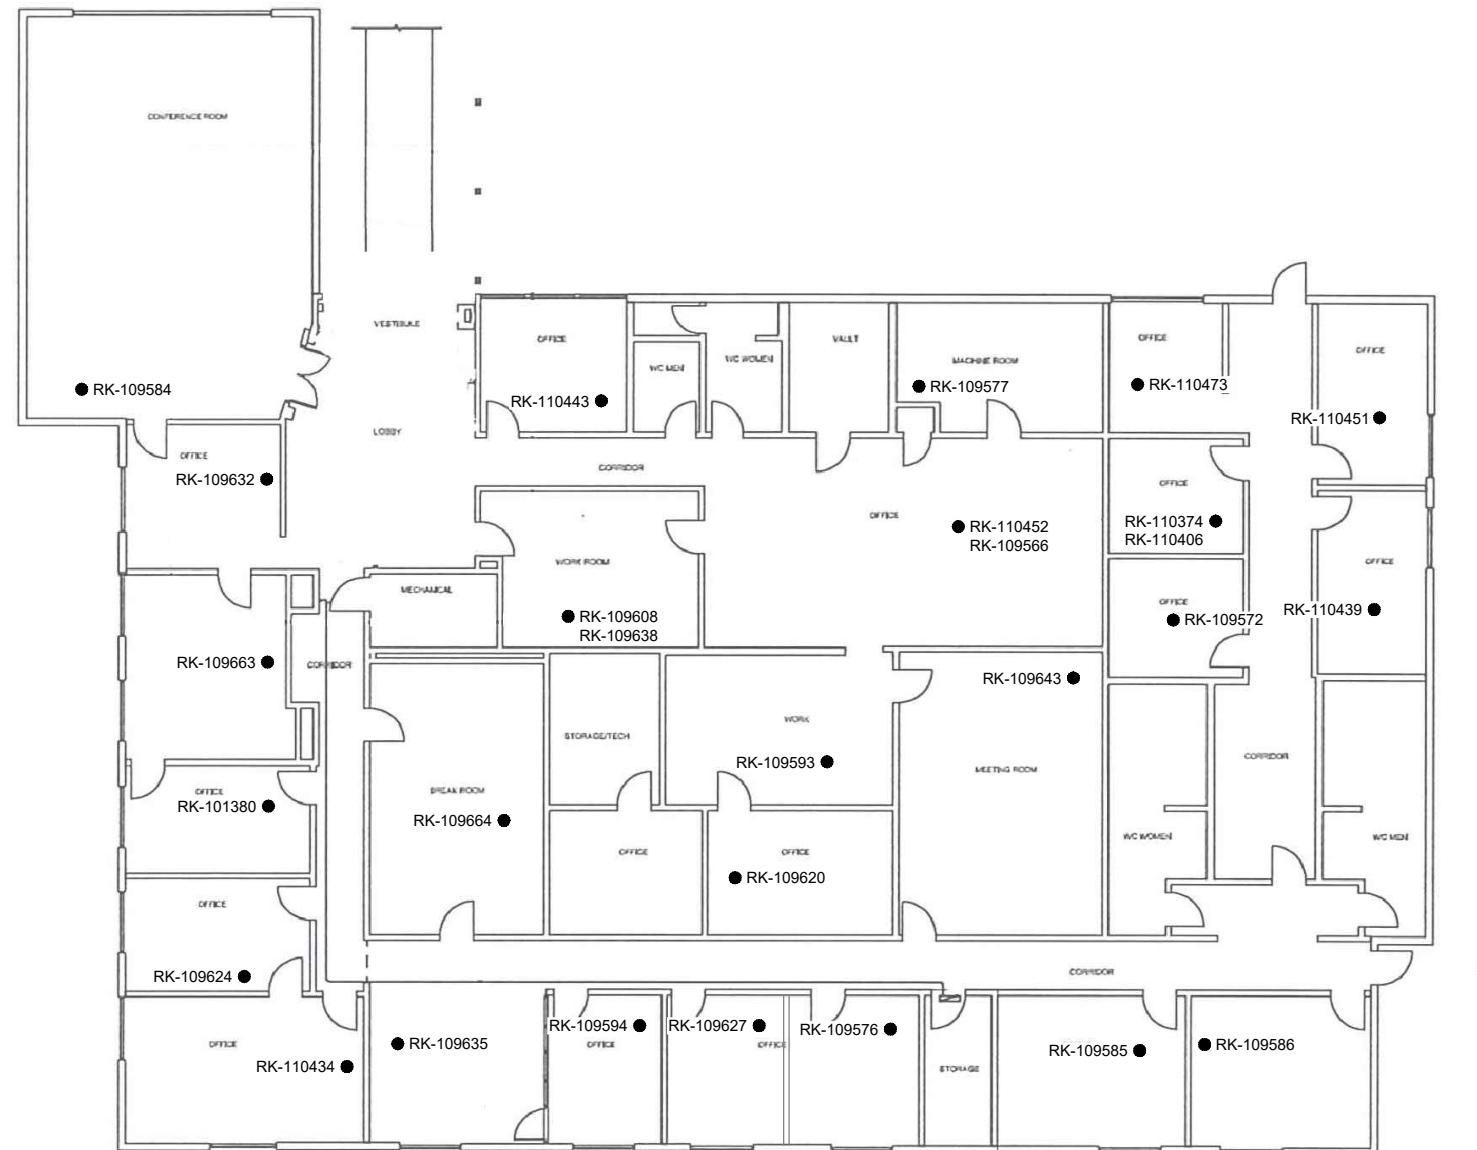 CONFERENCE ROOM
VESTIBULE
OFFICE
WC MEN
WC WOMEN
VAULT
MACHINE ROOM
OFFICE
OFFICE
RK-109584
RK-110443
RK-109577
RK-110473
RK-110451
LOBBY
OFFICE
RK-109632
CORRIDOR
OFFICE
OFFICE
RK-110452
RK-109566
RK-110374
RK-110406
WORK ROOM
OFFICE
MECHANICAL
OFFICE
RK-109608
RK-109638
RK-109572
RK-110439
RK-109663
CORRIDOR
RK-109643
WORK
STORAGE/TECH
RK-109593
MEETING ROOM
CORRIDOR
OFFICE
RK-101380
BREAK ROOM
RK-109664
OFFICE
OFFICE
WC WOMEN
WC MEN
RK-109620
OFFICE
RK-109624
CORRIDOR
RK-109594
RK-109627
RK-109576
OFFICE
RK-110434
RK-109635
OFFICE
OFFICE
STORAGE
RK-109585
RK-109586